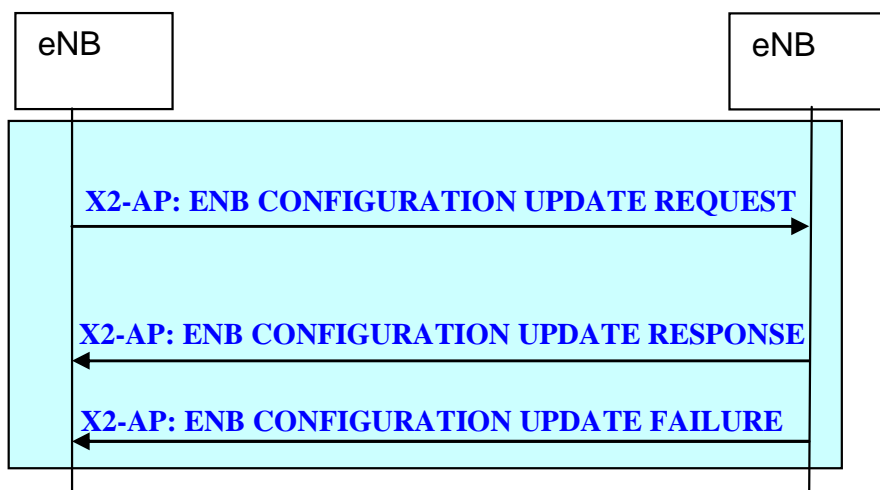 eNB
eNB
X2-AP: ENB CONFIGURATION UPDATE REQUEST
X2-AP: ENB CONFIGURATION UPDATE RESPONSE
X2-AP: ENB CONFIGURATION UPDATE FAILURE